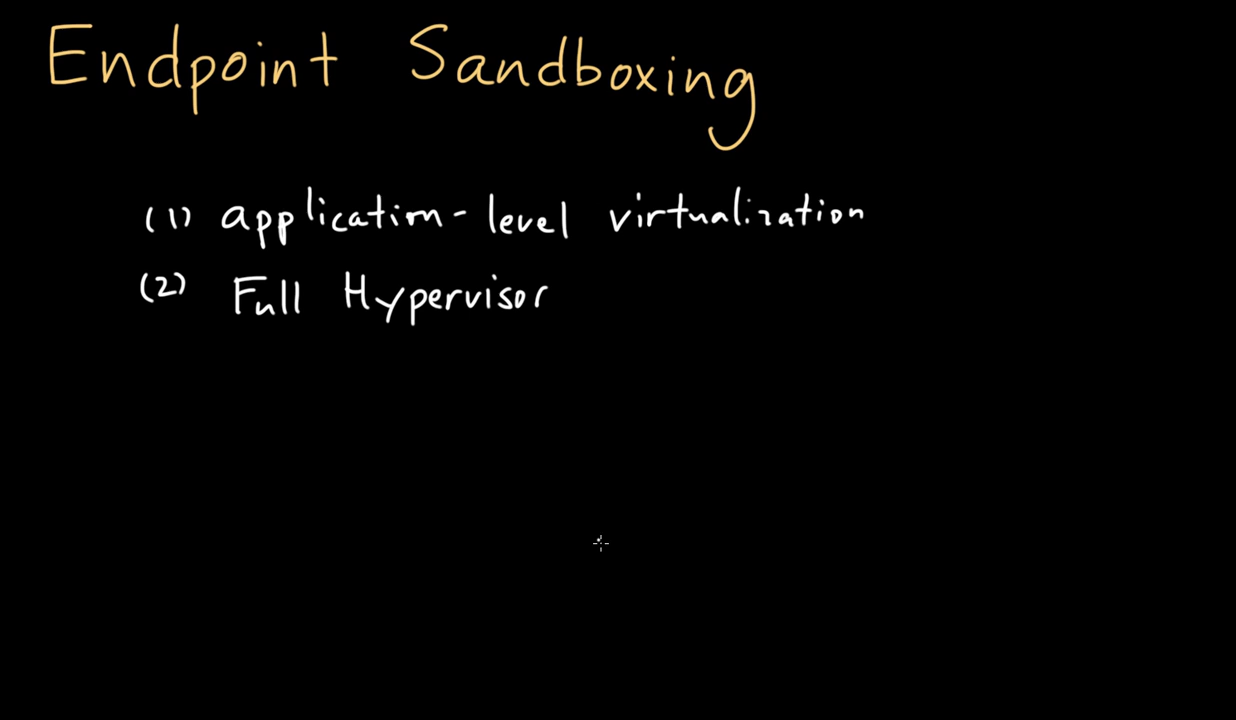 Endpoint Sandboxing
(1) application-level virtualization
(2) Full Hypervisor